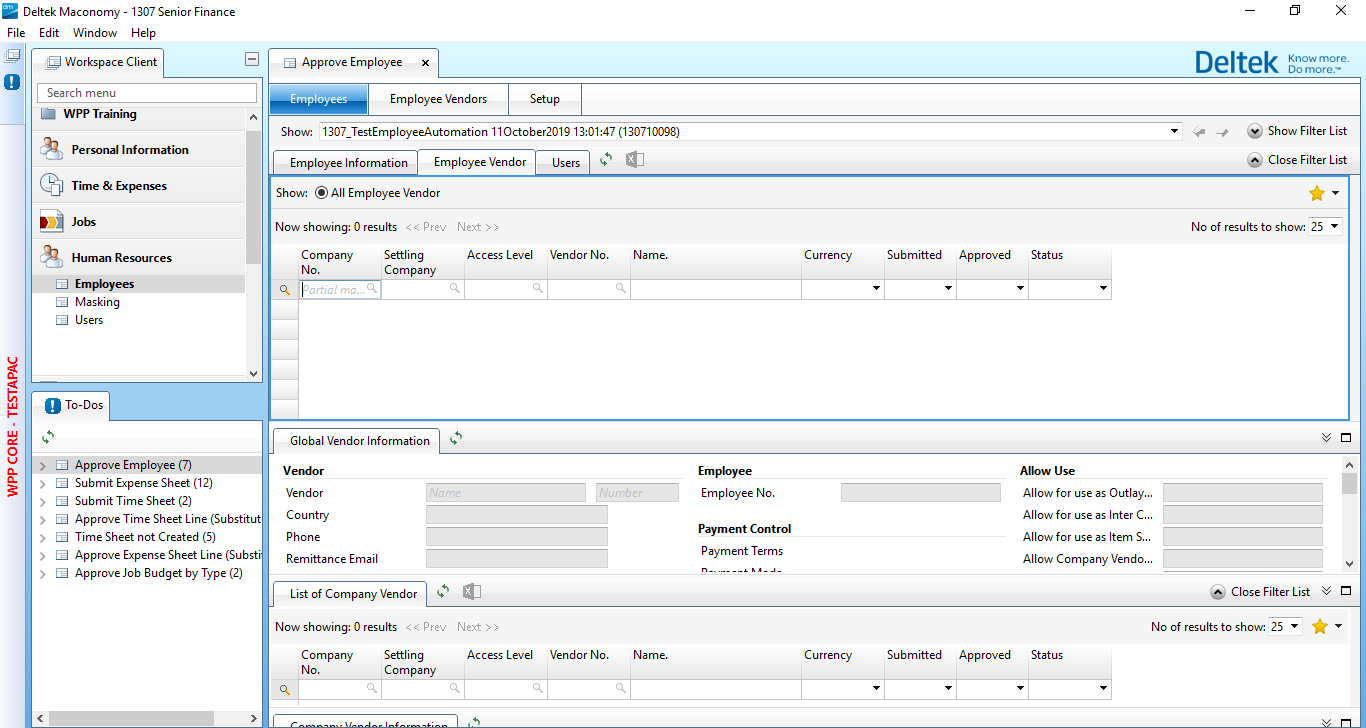 Deltek Maconomy - 1307 Senior Finance
File Edit Window Help
Workspace Client
Search menu
WPP Training
Personal Information
Time & Expenses
Jobs
Human Resources
Employees
Masking
Users
WPP CORE - TESTAPAC
To-Dos
Approve Employee (7)
Submit Expense Sheet (12)
Submit Time Sheet (2)
Approve Time Sheet Line (Substitut
Time Sheet not Created (5)
Approve Expense Sheet Line (Substi
Approve Job Budget by Type (2)
Approve Employee
Deltek Know more.
Do more.™
Employees Employee Vendors Setup
Show: 1307_TestEmployeeAutomation 11October2019 13:01:47 (130710098) Show Filter List
Employee Information Employee Vendor Users Close Filter List
Show: All Employee Vendor
Now showing: 0 results << Prev Next >> No of results to show: 25
Company No. Settling Company Access Level Vendor No. Name. Currency Submitted Approved Status
Partial ma...
Global Vendor Information
Vendor Employee Allow Use
Vendor Name Number Employee No. Allow for use as Outlay...
Country Allow for use as Inter C...
Phone Payment Control Allow for use as Item S...
Remittance Email Payment Terms Allow Company Vendo...
Payment Mode
List of Company Vendor Close Filter List
Now showing: 0 results << Prev Next >> No of results to show: 25
Company No. Settling Company Access Level Vendor No. Name. Currency Submitted Approved Status
Company Vendor Information